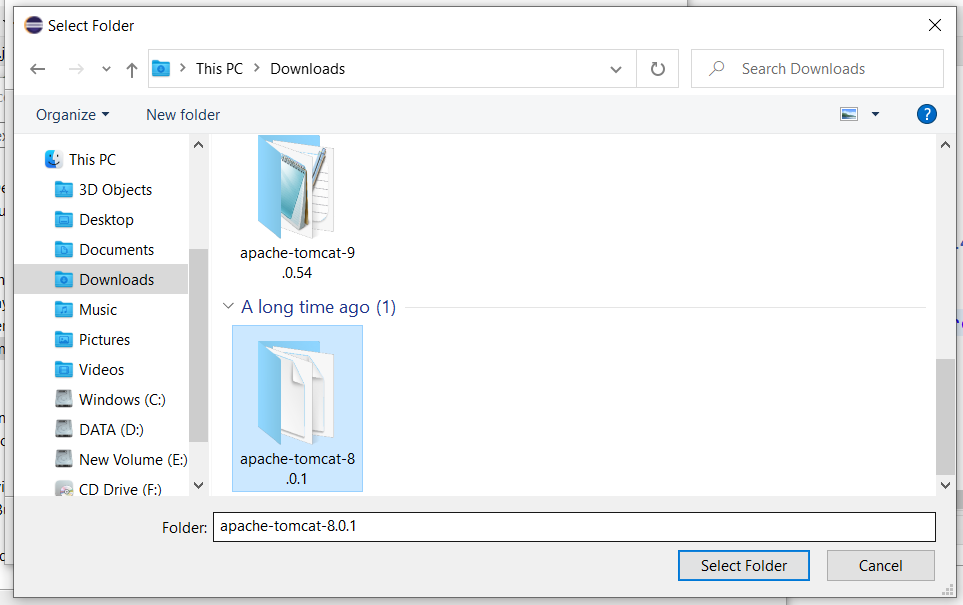 Select Folder
This PC
Downloads
Search Downloads
Organize
New folder
?
This PC
3D Objects
Desktop
Documents
Downloads
Music
Pictures
Videos
Windows (C:)
DATA (D:)
New Volume (E:)
CD Drive (F:)
apache-tomcat-9
.0.54
A long time ago (1)
apache-tomcat-8
.0.1
Folder:
apache-tomcat-8.0.1
Select Folder
Cancel